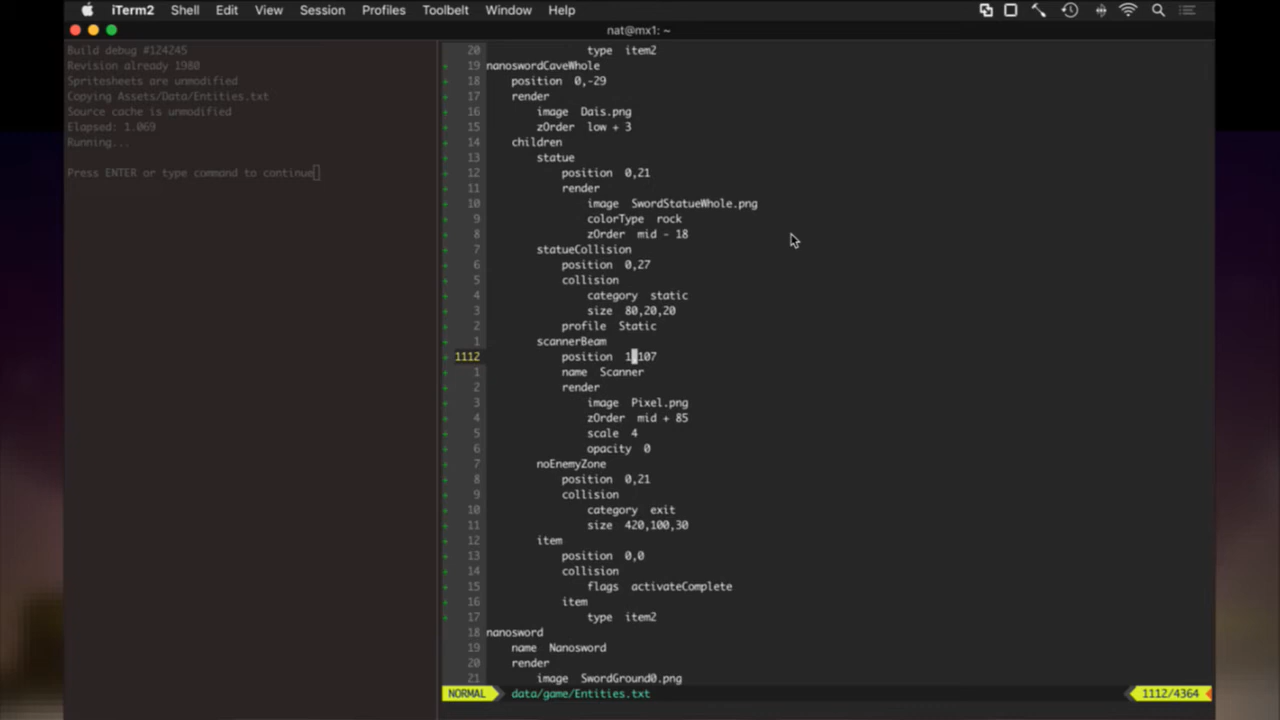 iTerm2 Shell Edit View Session Profiles Toolbelt Window Help
nat@mx1: ~
Build debug #124245
Revision already 1980
Spritesheets are unmodified
Copying Assets/Data/Entities.txt
Source cache is unmodified
Elapsed: 1.069
Running...
Press ENTER or type command to continue
20 type item2
19 nanoswordCaveWhole
18 position 0,-29
17 render
16 image Dais.png
15 zOrder low + 3
14 children
13 statue
12 position 0,21
11 render
10 image SwordStatueWhole.png
9 colorType rock
8 zOrder mid - 18
7 statueCollision
6 position 0,27
5 collision
4 category static
3 size 80,20,20
2 profile Static
1 scannerBeam
1112 position 1,107
1 name Scanner
2 render
3 image Pixel.png
4 zOrder mid + 85
5 scale 4
6 opacity 0
7 noEnemyZone
8 position 0,21
9 collision
10 category exit
11 size 420,100,30
12 item
13 position 0,0
14 collision
15 flags activateComplete
16 item
17 type item2
18 nanosword
19 name Nanosword
20 render
21 image SwordGround0.png
NORMAL data/game/Entities.txt 1112/4364